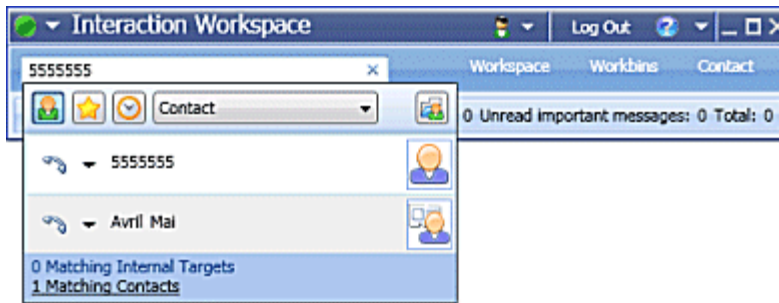 Interaction Workspace
Log Out
5555555
Workspace Workbins Contact
Contact
0 Unread important messages: 0 Total: 0
5555555
Avril Mai
0 Matching Internal Targets
1 Matching Contacts